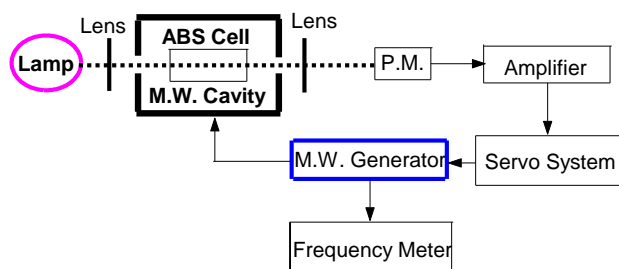 Lens
Lens
ABS Cell
Lamp
P.M.
Amplifier
M.W. Cavity
M.W. Generator
Servo System
Frequency Meter